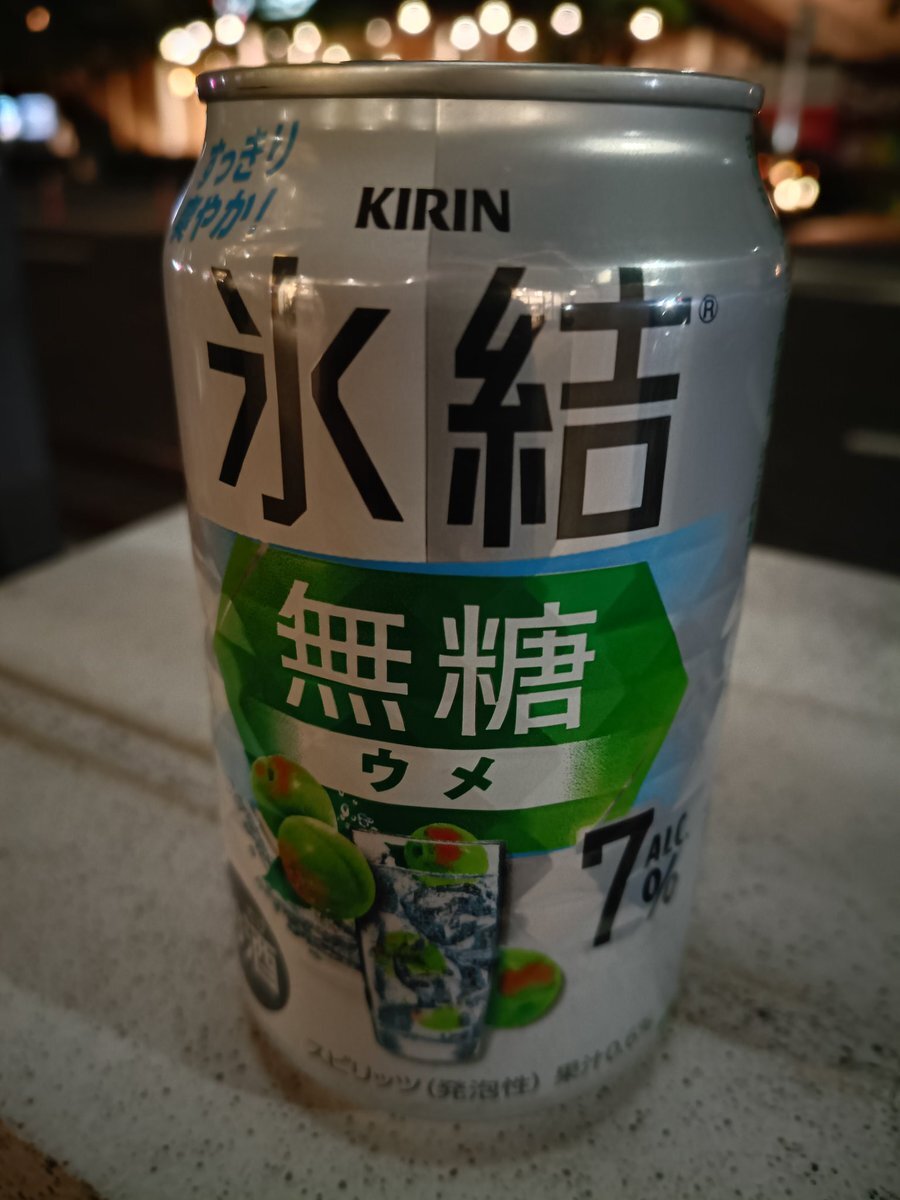 すっきり
爽やか!
KIRIN
氷結®
無糖
ウメ
7 ALC. %
スピリッツ(発泡性)